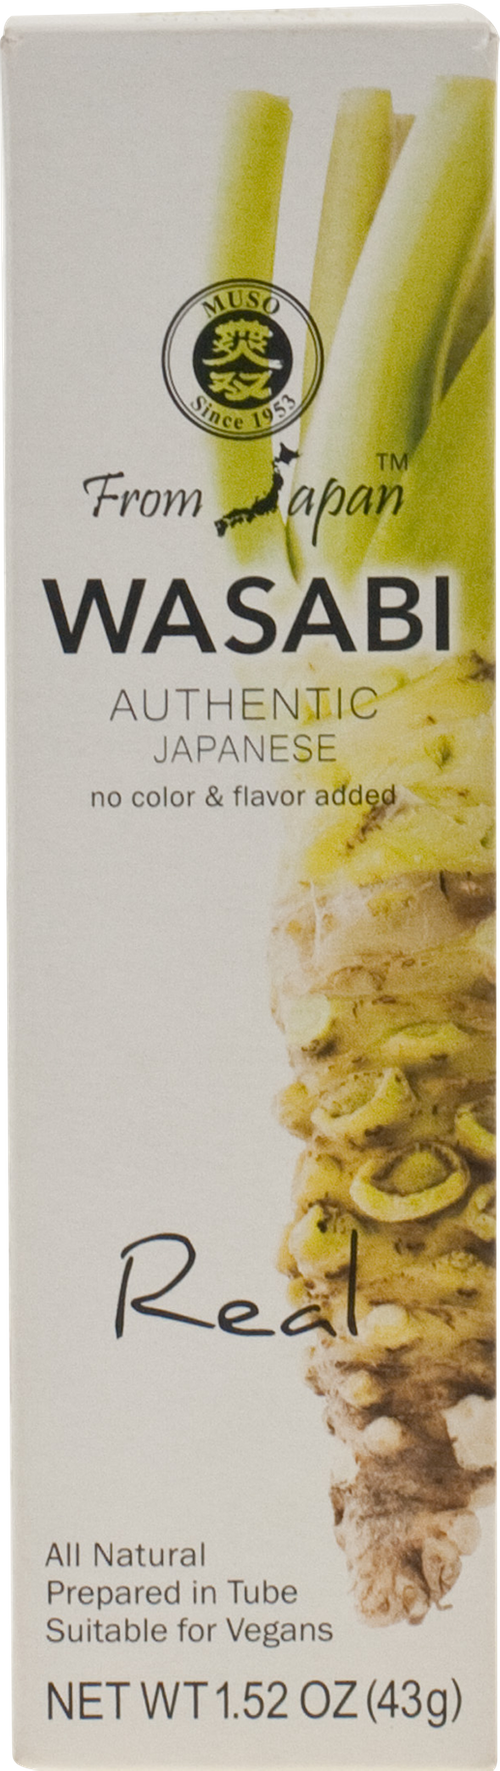 MUSO
双
Since 1953
From Japan™
WASABI
AUTHENTIC
JAPANESE
no color & flavor added
Real
All Natural
Prepared in Tube
Suitable for Vegans
NET WT 1.52 OZ (43g)